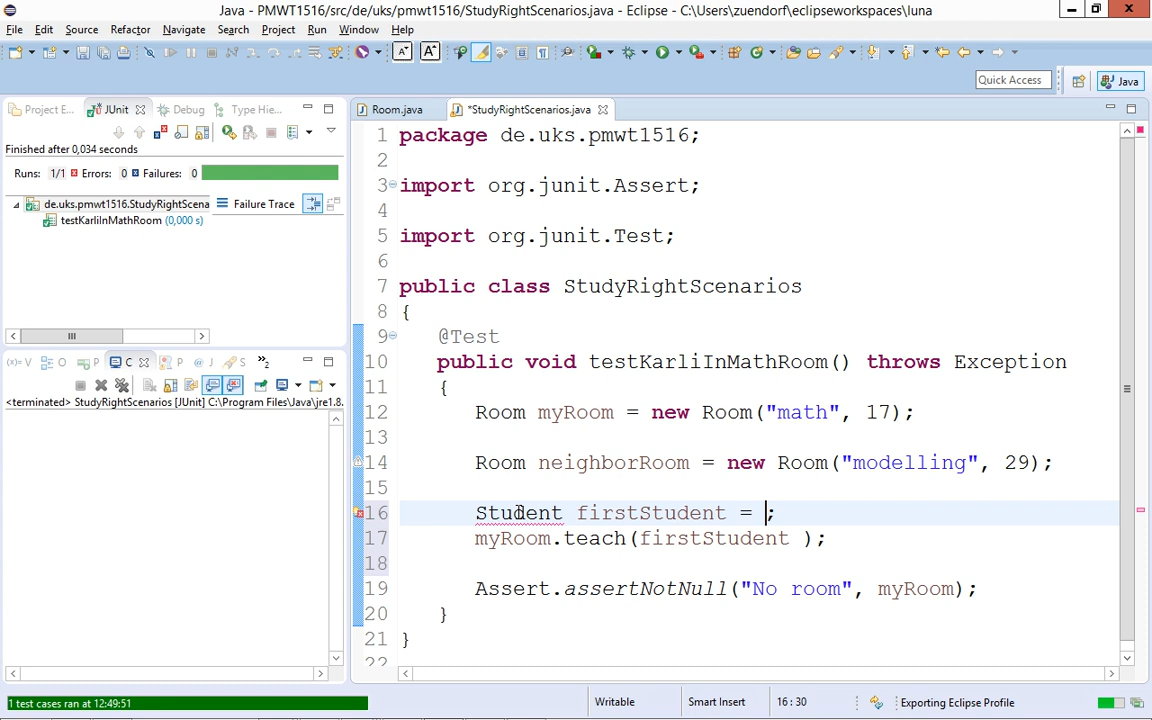 Java - PMWT1516/src/de/uks/pmwt1516/StudyRightScenarios.java - Eclipse - C:\Users\zuendorf\eclipseworkspaces\luna
File Edit Source Refactor Navigate Search Project Run Window Help
Quick Access
Java
Project E...
JUnit
Debug
Type Hie...
Room.java
*StudyRightScenarios.java
Finished after 0,034 seconds
Runs: 1/1 Errors: 0 Failures: 0
de.uks.pmwt1516.StudyRightScena
Failure Trace
testKarliInMathRoom (0,000 s)
(x)= V O P C P @ J S »2
<terminated> StudyRightScenarios [JUnit] C:\Program Files\Java\jre1.8.
1 package de.uks.pmwt1516;
2
3 import org.junit.Assert;
4
5 import org.junit.Test;
6
7 public class StudyRightScenarios
8 {
9 @Test
10 public void testKarliInMathRoom() throws Exception
11 {
12 Room myRoom = new Room("math", 17);
13
14 Room neighborRoom = new Room("modelling", 29);
15
16 Student firstStudent = ;
17 myRoom.teach(firstStudent );
18
19 Assert.assertNotNull("No room", myRoom);
20 }
21 }
22
1 test cases ran at 12:49:51
Writable
Smart Insert
16 : 30
Exporting Eclipse Profile